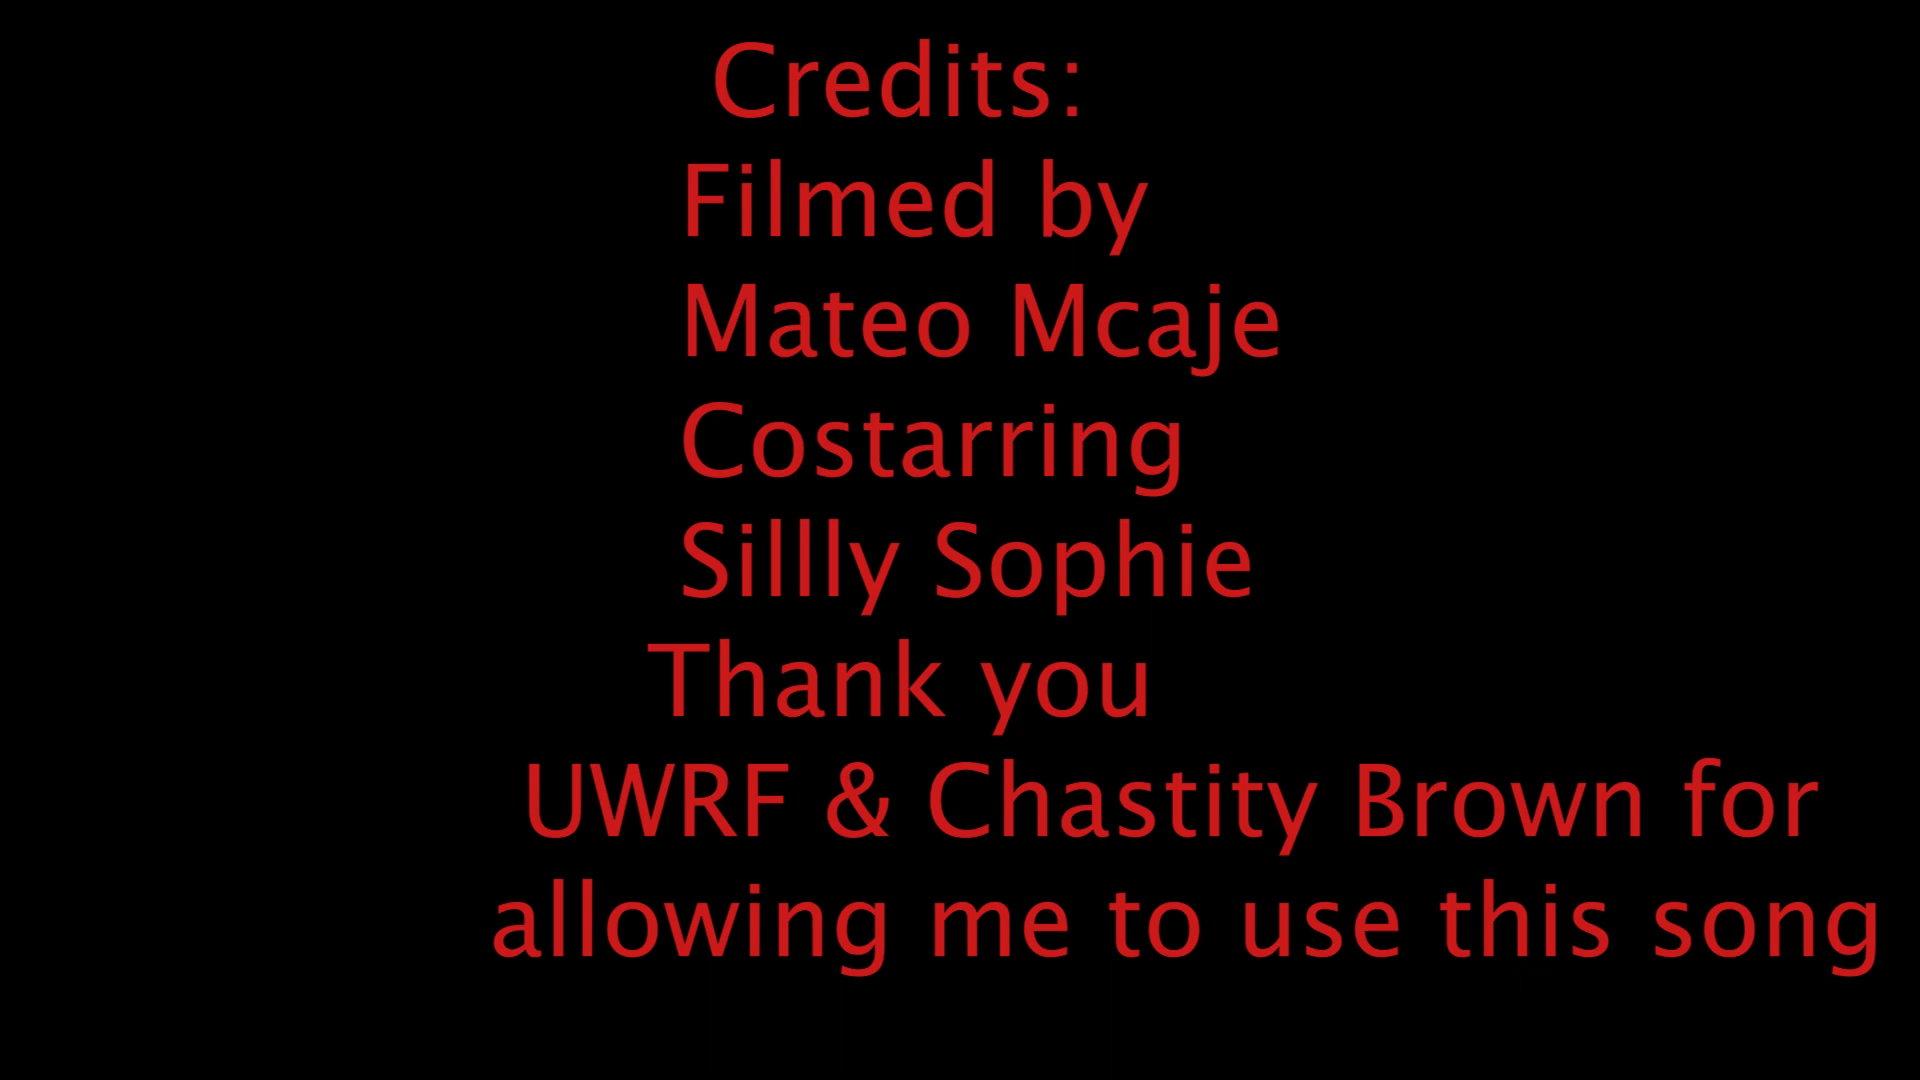 Credits:
Filmed by
Mateo Mcaje
Costarring
Sillly Sophie
Thank you
UWRF & Chastity Brown for
allowing me to use this song